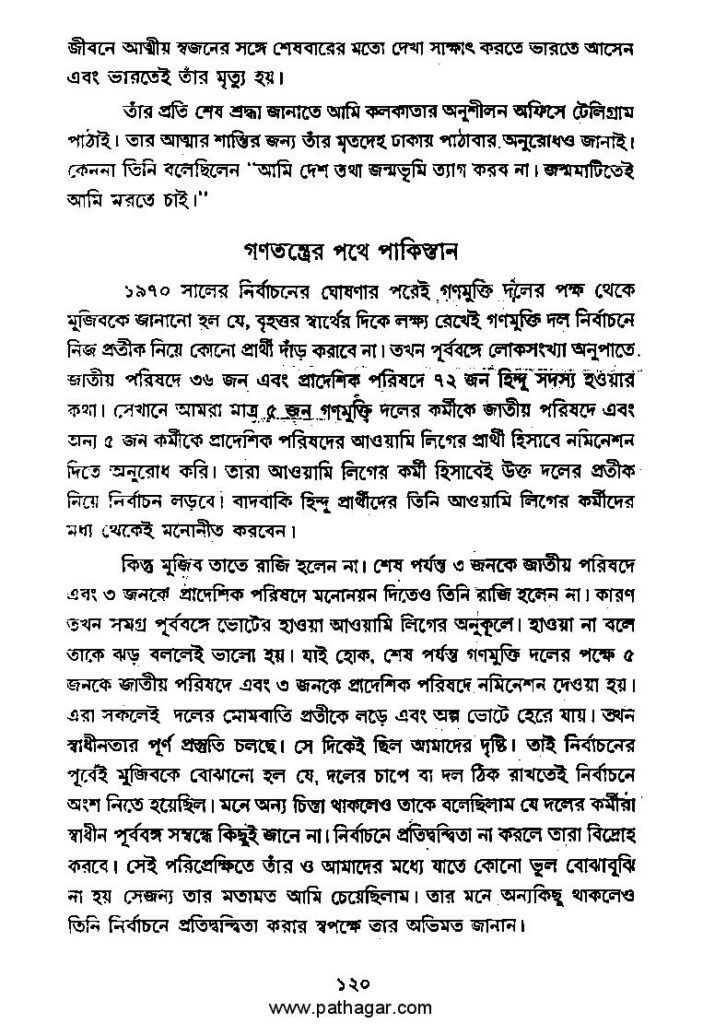 জীবনে আত্মীয় স্বজনের সঙ্গে শেষবারের মতো দেখা সাক্ষাৎ করতে ভারতে আসেন
এবং ভারতেই তাঁর মৃত্যু হয়।
তাঁর প্রতি শেষ শ্রদ্ধা জানাতে আমি কলকাতার অনুশীলন অফিসে টেলিগ্রাম
পাঠাই। তার আত্মার শান্তির জন্য তাঁর মৃতদেহ ঢাকায় পাঠাবার অনুরোধও জানাই।
কেননা তিনি বলেছিলেন “আমি দেশ তথা জন্মভূমি ত্যাগ করব না। জন্মমাটিতেই
আমি মরতে চাই।”
গণতন্ত্রের পথে পাকিস্তান
১৯৭০ সালের নির্বাচনের ঘোষণার পরেই গণমুক্তি দলের পক্ষ থেকে
মুজিবকে জানানো হল যে, বৃহত্তর স্বার্থের দিকে লক্ষ্য রেখেই গণমুক্তি দল নির্বাচনে
নিজ প্রতীক নিয়ে কোনো প্রার্থী দাঁড় করাবে না। তখন পূর্ববঙ্গে লোকসংখ্যা অনুপাতে
জাতীয় পরিষদে ৩৬ জন এবং প্রাদেশিক পরিষদে ৭২ জন হিন্দু সদস্য হওয়ার
কথা। সেখানে আমরা মাত্র ৫ জন গণমুক্তি দলের কর্মীকে জাতীয় পরিষদে এবং
অন্য ৫ জন কর্মীকে প্রাদেশিক পরিষদের আওয়ামি লিগের প্রার্থী হিসাবে নমিনেশন
দিতে অনুরোধ করি। তারা আওয়ামি লিগের কর্মী হিসাবেই উক্ত দলের প্রতীক
নিয়ে নির্বাচন লড়বে। বাদবাকি হিন্দু প্রার্থীদের তিনি আওয়ামি লিগের কর্মীদের
মধ্য থেকেই মনোনীত করবেন।
কিন্তু মুজিব তাতে রাজি হলেন না। শেষ পর্যন্ত ৩ জনকে জাতীয় পরিষদে
এবং ৩ জনকে প্রাদেশিক পরিষদে মনোনয়ন দিতেও তিনি রাজি হলেন না। কারণ
তখন সমগ্র পূর্ববঙ্গে ভোটের হাওয়া আওয়ামি লিগের অনুকূলে। হাওয়া না বলে
তাকে ঝড় বললেই ভালো হয়। যাই হোক, শেষ পর্যন্ত গণমুক্তি দলের পক্ষে ৫
জনকে জাতীয় পরিষদে এবং ৩ জনকে প্রাদেশিক পরিষদে নমিনেশন দেওয়া হয়।
এরা সকলেই দলের মোমবাতি প্রতীকে লড়ে এবং অল্প ভোটে হেরে যায়। তখন
স্বাধীনতার পূর্ণ প্রস্তুতি চলছে। সে দিকেই ছিল আমাদের দৃষ্টি। তাই নির্বাচনের
পূর্বেই মুজিবকে বোঝানো হল যে, দলের চাপে বা দল ঠিক রাখতেই নির্বাচনে
অংশ নিতে হয়েছিল। মনে অন্য চিন্তা থাকলেও তাকে বলেছিলাম যে দলের কর্মীরা
স্বাধীন পূর্ববঙ্গ সম্বন্ধে কিছুই জানে না। নির্বাচনে প্রতিদ্বন্দ্বিতা না করলে তারা বিদ্রোহ
করবে। সেই পরিপ্রেক্ষিতে তাঁর ও আমাদের মধ্যে যাতে কোনো ভুল বোঝাবুঝি
না হয় সেজন্য তার মতামত আমি চেয়েছিলাম। তার মনে অন্যকিছু থাকলেও
তিনি নির্বাচনে প্রতিদ্বন্দ্বিতা করার স্বপক্ষে তার অভিমত জানান।
১২০
www.pathagar.com